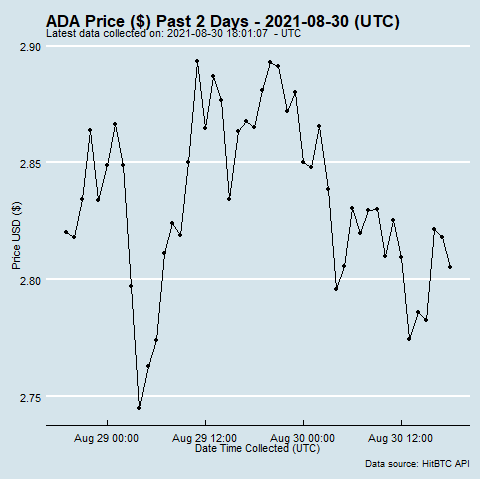 ADA Price ($) Past 2 Days - 2021-08-30 (UTC)
Latest data collected on: 2021-08-30 18:01:07 - UTC
2.90
2.85
2.80
2.75
Price USD ($)
Aug 29 00:00 Aug 29 12:00 Aug 30 00:00 Aug 30 12:00
Date Time Collected (UTC)
Data source: HitBTC API